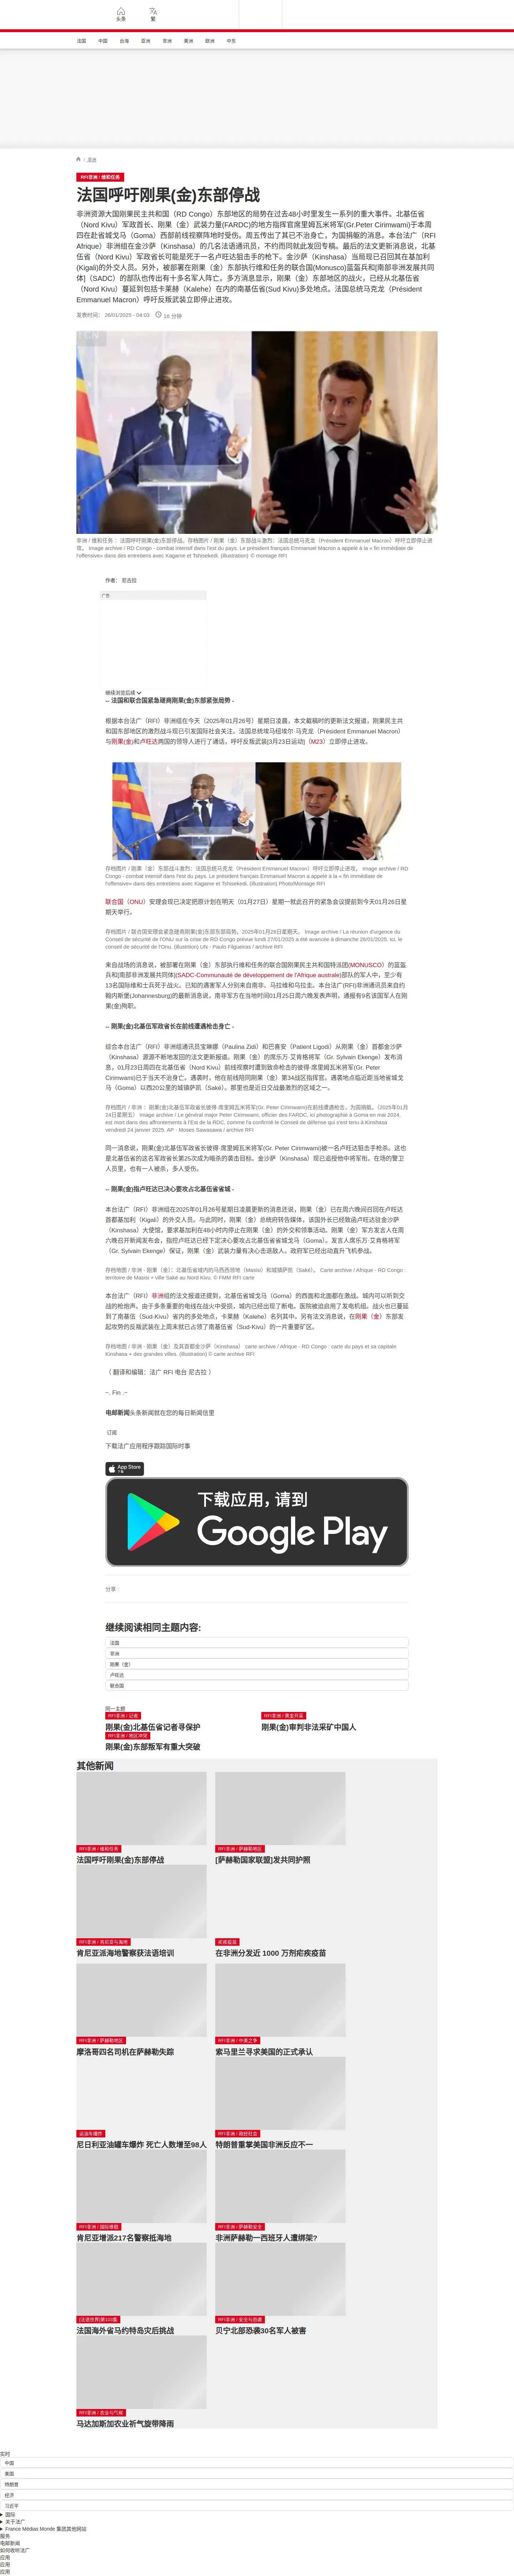 头条
繁
法国 中国 台海 亚洲 非洲 美洲 欧洲 中东
/ 非洲
RFI非洲 / 维和任务
法国呼吁刚果(金)东部停战
非洲资源大国刚果民主共和国（RD Congo）东部地区的局势在过去48小时里发生一系列的重大事件。北基伍省
（Nord Kivu）军政首长、刚果（金）武装力量(FARDC)的地方指挥官席里姆瓦米将军(Gr.Peter Cirimwami)于本周
四在赴省城戈马（Goma）西部前线视察阵地时受伤。周五传出了其已不治身亡，为国捐躯的消息。本台法广（RFI
Afrique）非洲组在金沙萨（Kinshasa）的几名法语通讯员，不约而同就此发回专稿。最后的法文更新消息说，北基
伍省（Nord Kivu）军政省长可能是死于一名卢旺达狙击手的枪下。金沙萨（Kinshasa）当局现已召回其在基加利
(Kigali)的外交人员。另外，被部署在刚果（金）东部执行维和任务的联合国(Monusco)蓝盔兵和[南部非洲发展共同
体]（SADC）的部队也传出有十多名军人阵亡。多方消息显示，刚果（金）东部地区的战火，已经从北基伍省
（Nord Kivu）蔓延到包括卡莱赫（Kalehe）在内的南基伍省(Sud Kivu)多处地点。法国总统马克龙（Président
Emmanuel Macron）呼吁反叛武装立即停止进攻。
发表时间： 26/01/2025 - 04:03 16 分钟
非洲 / 维和任务 ： 法国呼吁刚果(金)东部停战。存档图片 / 刚果（金）东部战斗激烈：法国总统马克龙（Président Emmanuel Macron）呼吁立即停止进
攻。 Image archive / RD Congo - combat intensif dans l'est du pays. Le président français Emmanuel Macron a appelé à la « fin immédiate de
l'offensive» dans des entretiens avec Kagame et Tshisekedi. (illustration) © montage RFI
作者： 尼古拉
广告
继续浏览后续
-- 法国和联合国紧急磋商刚果(金)东部紧张局势 -
根据本台法广（RFI）非洲组在今天（2025年01月26号）星期日凌晨，本文截稿时的更新法文报道，刚果民主共
和国东部地区的激烈战斗现已引发国际社会关注。法国总统埃马纽埃尔·马克龙（Président Emmanuel Macron）
与刚果(金)和卢旺达两国的领导人进行了通话，呼吁反叛武装[3月23日运动]（M23）立即停止进攻。
存档图片 / 刚果（金）东部战斗激烈：法国总统马克龙（Président Emmanuel Macron）呼吁立即停止进攻。 Image archive / RD
Congo - combat intensif dans l'est du pays. Le président français Emmanuel Macron a appelé à la « fin immédiate de
l'offensive» dans des entretiens avec Kagame et Tshisekedi. (illustration) Photo/Montage RFI
联合国（ONU）安理会现已决定把原计划在明天（01月27日）星期一就此召开的紧急会议提前到今天01月26日星
期天举行。
存档图片 / 联合国安理会紧急磋商刚果(金)东部东部局势。2025年01月26日星期天。 Image archive / La réunion d'urgence du
Conseil de sécurité de l'ONU sur la crise de RD Congo prévue lundi 27/01/2025 a été avancée à dimanche 26/01/2025. Ici, le
conseil de sécurité de l'Onu. (illustrtion) UN - Paulo Filgueiras / archive RFI
来自战场的消息说，被部署在刚果（金）东部执行维和任务的联合国刚果民主共和国特派团(MONUSCO）的蓝盔
兵和[南部非洲发展共同体](SADC-Communauté de développement de l'Afrique australe)部队的军人中，至少有
13名国际维和士兵死于战火。已知的遇害军人分别来自南非、马拉维和乌拉圭。本台法广(RFI)非洲通讯员来自约
翰内斯堡(Johannesburg)的最新消息说，南非军方在当地时间01月25日周六晚发表声明，通报有9名该国军人在刚
果(金)殉职。
-- 刚果(金)北基伍军政省长在前线遭遇枪击身亡 -
综合本台法广（RFI）非洲组通讯员宝琳娜（Paulina Zidi）和巴嘉安（Patient Ligodi）从刚果（金）首都金沙萨
（Kinshasa）源源不断地发回的法文更新报道。刚果（金）的席乐万·艾肯格将军（Gr. Sylvain Ekenge）发布消
息，01月23日周四在北基伍省（Nord Kivu）前线视察时遭到致命枪击的彼得·席里姆瓦米将军(Gr. Peter
Cirimwami)已于当天不治身亡。遇袭时，他在前线陪同刚果（金）第34战区指挥官。遇袭地点临近距当地省城戈
马（Goma）以西20公里的城镇萨凯（Saké）。那里也是近日交战最激烈的区域之一。
存档图片 / 非洲 ： 刚果(金)北基伍军政省长彼得·席里姆瓦米将军(Gr. Peter Cirimwami)在前线遭遇枪击，为国捐躯。（2025年01月
24日星期五） Image archive / Le général major Peter Cirimwami, officier des FARDC, ici photographié à Goma en mai 2024,
est mort dans des affrontements à l'Est de la RDC, comme l'a confirmé le Conseil de défense qui s'est tenu à Kinshasa
vendredi 24 janvier 2025. AP - Moses Sawasawa / archive RFI
同一消息说，刚果(金)北基伍军政省长彼得·席里姆瓦米将军(Gr. Peter Cirimwami)被一名卢旺达狙击手枪杀。这也
是北基伍省的这名军政省长第25次成为暗杀的袭击目标。金沙萨（Kinshasa）现已追授他中将军衔。在场的警卫
人员里，也有一人被杀，多人受伤。
-- 刚果(金)指卢旺达已决心要攻占北基伍省省城 -
本台法广（RFI）非洲组在2025年01月26号星期日凌晨更新的消息还说，刚果（金）已在周六晚间召回在卢旺达
首都基加利（Kigali）的外交人员。与此同时，刚果（金）总统府转告媒体，该国外长已经致函卢旺达驻金沙萨
（Kinshasa）大使馆，要求基加利在48小时内停止在刚果（金）的外交和领事活动。刚果（金）军方发言人在周
六晚召开新闻发布会，指控卢旺达已经下定决心要攻占北基伍省省城戈马（Goma）。发言人席乐万·艾肯格将军
（Gr. Sylvain Ekenge）保证，刚果（金）武装力量有决心击退敌人。政府军已经出动直升飞机参战。
存档地图 / 非洲 - 刚果（金）: 北基伍省城内的马西西领地（Masisi）和城镇萨凯（Saké）。 Carte archive / Afrique - RD Congo :
territoire de Masisi + ville Saké au Nord Kivu. © FMM RFI carte
本台法广（RFI）非洲组的法文报道还提到，北基伍省城戈马（Goma）的西面和北面都在激战。城内可以听到交
战的枪炮声。由于多条重要的电线在战火中受损，城内已经出现了断电。医院被迫启用了发电机组。战火也已蔓延
到了南基伍（Sud-Kivu）省内的多处地点，卡莱赫（Kalehe）名列其中。另有法文消息说，在刚果（金）东部发
起攻势的反叛武装在上周末就已占领了南基伍省（Sud-Kivu）的一片重要矿区。
存档地图 / 非洲 - 刚果（金）及其首都金沙萨（Kinshasa） carte archive / Afrique - RD Congo : carte du pays et sa capitale
Kinshasa + des grandes villes. (illustration) © carte archive RFI
（ 翻译和编辑：法广 RFI 电台 尼古拉 ）
~. Fin .~
电邮新闻头条新闻就在您的每日新闻信里
订阅
下载法广应用程序跟踪国际时事
App Store
下载应用，请到
Google Play
分享
继续阅读相同主题内容:
法国
非洲
刚果（金）
卢旺达
联合国
同一主题
RFI非洲 / 记者
刚果(金)北基伍省记者寻保护
RFI非洲 / 黄金开采
刚果(金)审判非法采矿中国人
RFI非洲 / 地区冲突
刚果(金)东部叛军有重大突破
其他新闻
RFI非洲 / 维和任务
法国呼吁刚果(金)东部停战
RFI非洲 / 萨赫勒地区
[萨赫勒国家联盟]发共同护照
RFI非洲 / 肯尼亚与海地
肯尼亚派海地警察获法语培训
疟疾疫苗
在非洲分发近 1000 万剂疟疾疫苗
RFI非洲 / 萨赫勒地区
摩洛哥四名司机在萨赫勒失踪
RFI非洲 / 中美之争
索马里兰寻求美国的正式承认
运油车爆炸
尼日利亚油罐车爆炸 死亡人数增至98人
RFI非洲 / 政经社会
特朗普重掌美国非洲反应不一
RFI非洲 / 国际维稳
肯尼亚增派217名警察抵海地
RFI非洲 / 萨赫勒安全
非洲萨赫勒一西班牙人遭绑架?
[法语世界]第103集
法国海外省马约特岛灾后挑战
RFI非洲 / 安全与恐袭
贝宁北部恐袭30名军人被害
RFI非洲 / 农业与气候
马达加斯加农业祈气旋带降雨
实时
中国
美国
特朗普
经济
习近平
国际
关于法广
France Médias Monde 集团其他网站
服务
电邮新闻
如何收听法广
应用
应用
应用